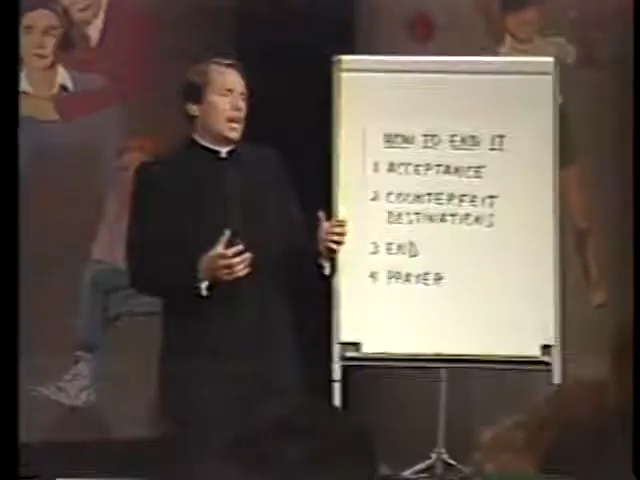 HOW TO END IT
1 ACCEPTANCE
2 COUNTERFEIT
DESTINATIONS
3 END
4 PRAYER